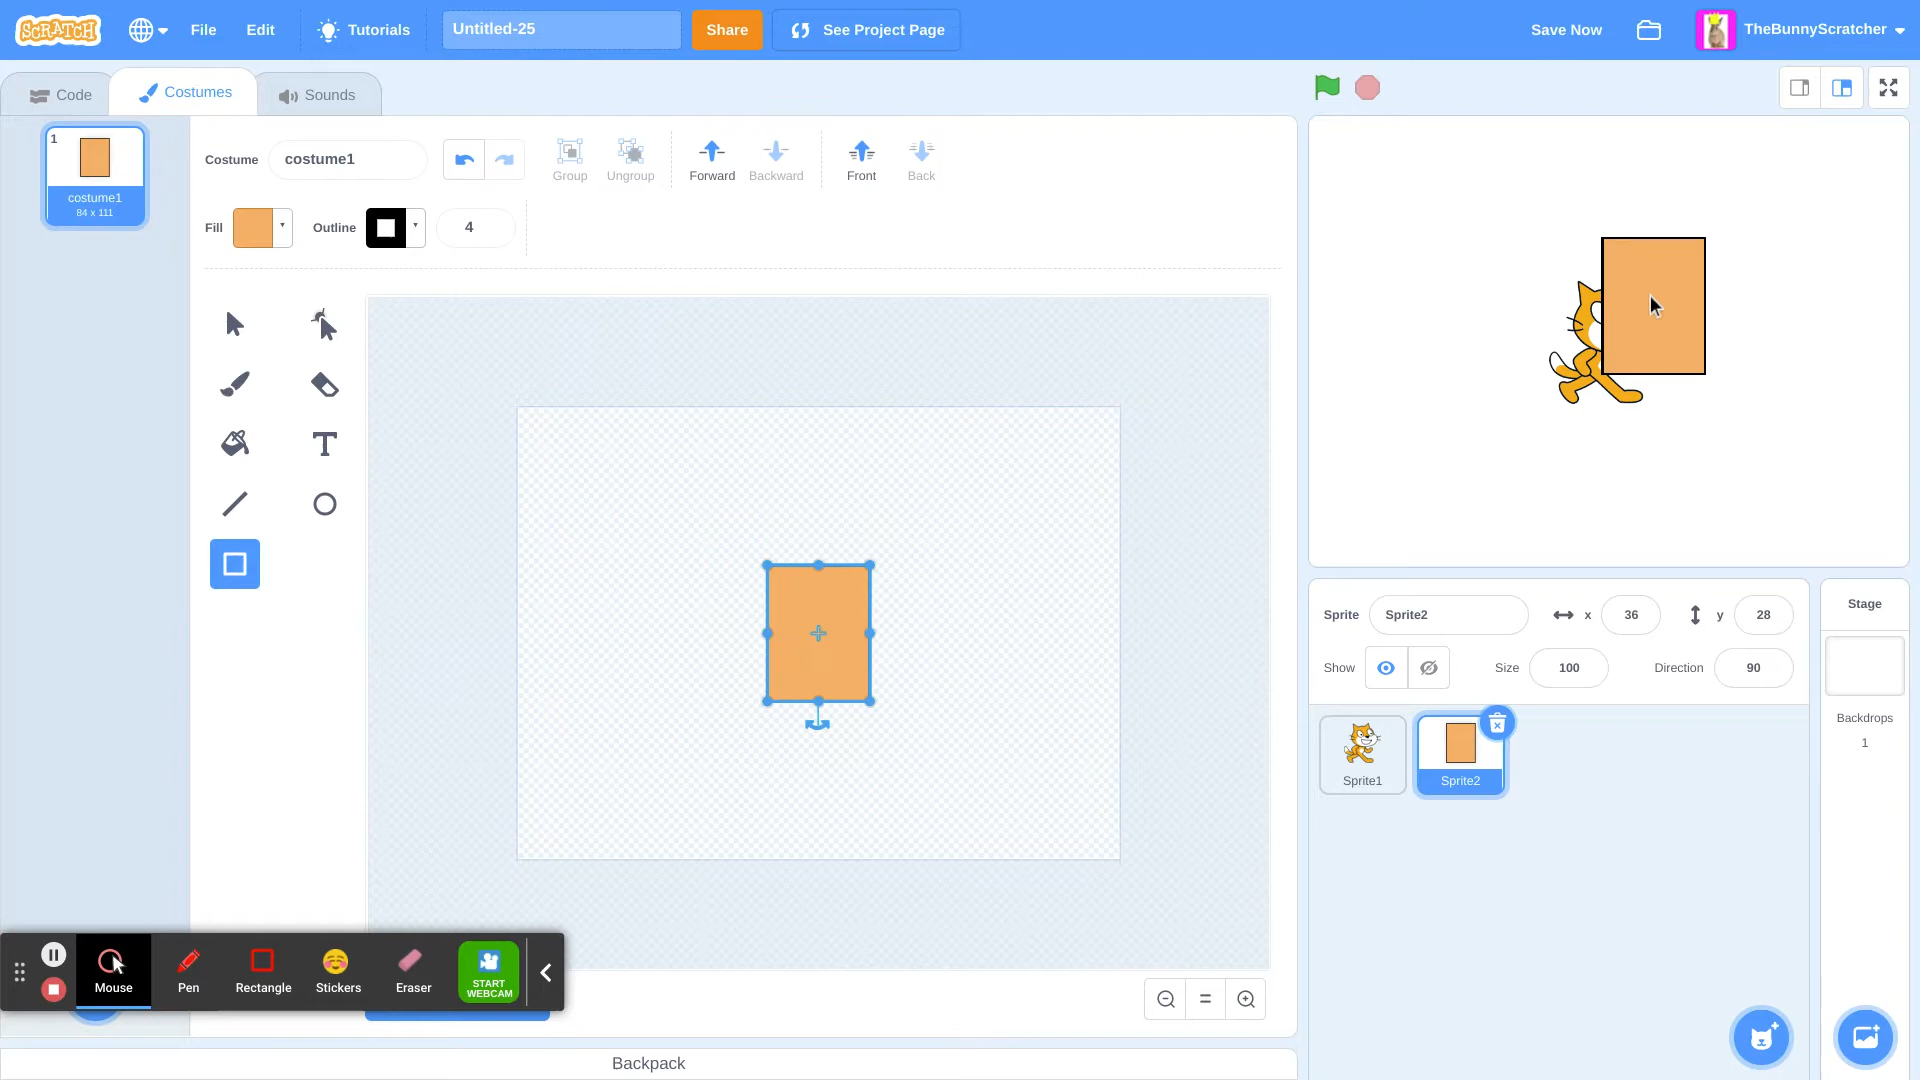 SCRATCH
File
Edit
Tutorials
Untitled-25
Share
See Project Page
Save Now
TheBunnyScratcher
Code
Costumes
Sounds
1
costume1
84 x 111
Costume
costume1
Group
Ungroup
Forward
Backward
Front
Back
Fill
Outline
4
T
Sprite
Sprite2
x
36
y
28
Show
Size
100
Direction
90
Sprite1
Sprite2
Stage
Backdrops
1
Mouse
Pen
Rectangle
Stickers
Eraser
START
WEBCAM
Backpack